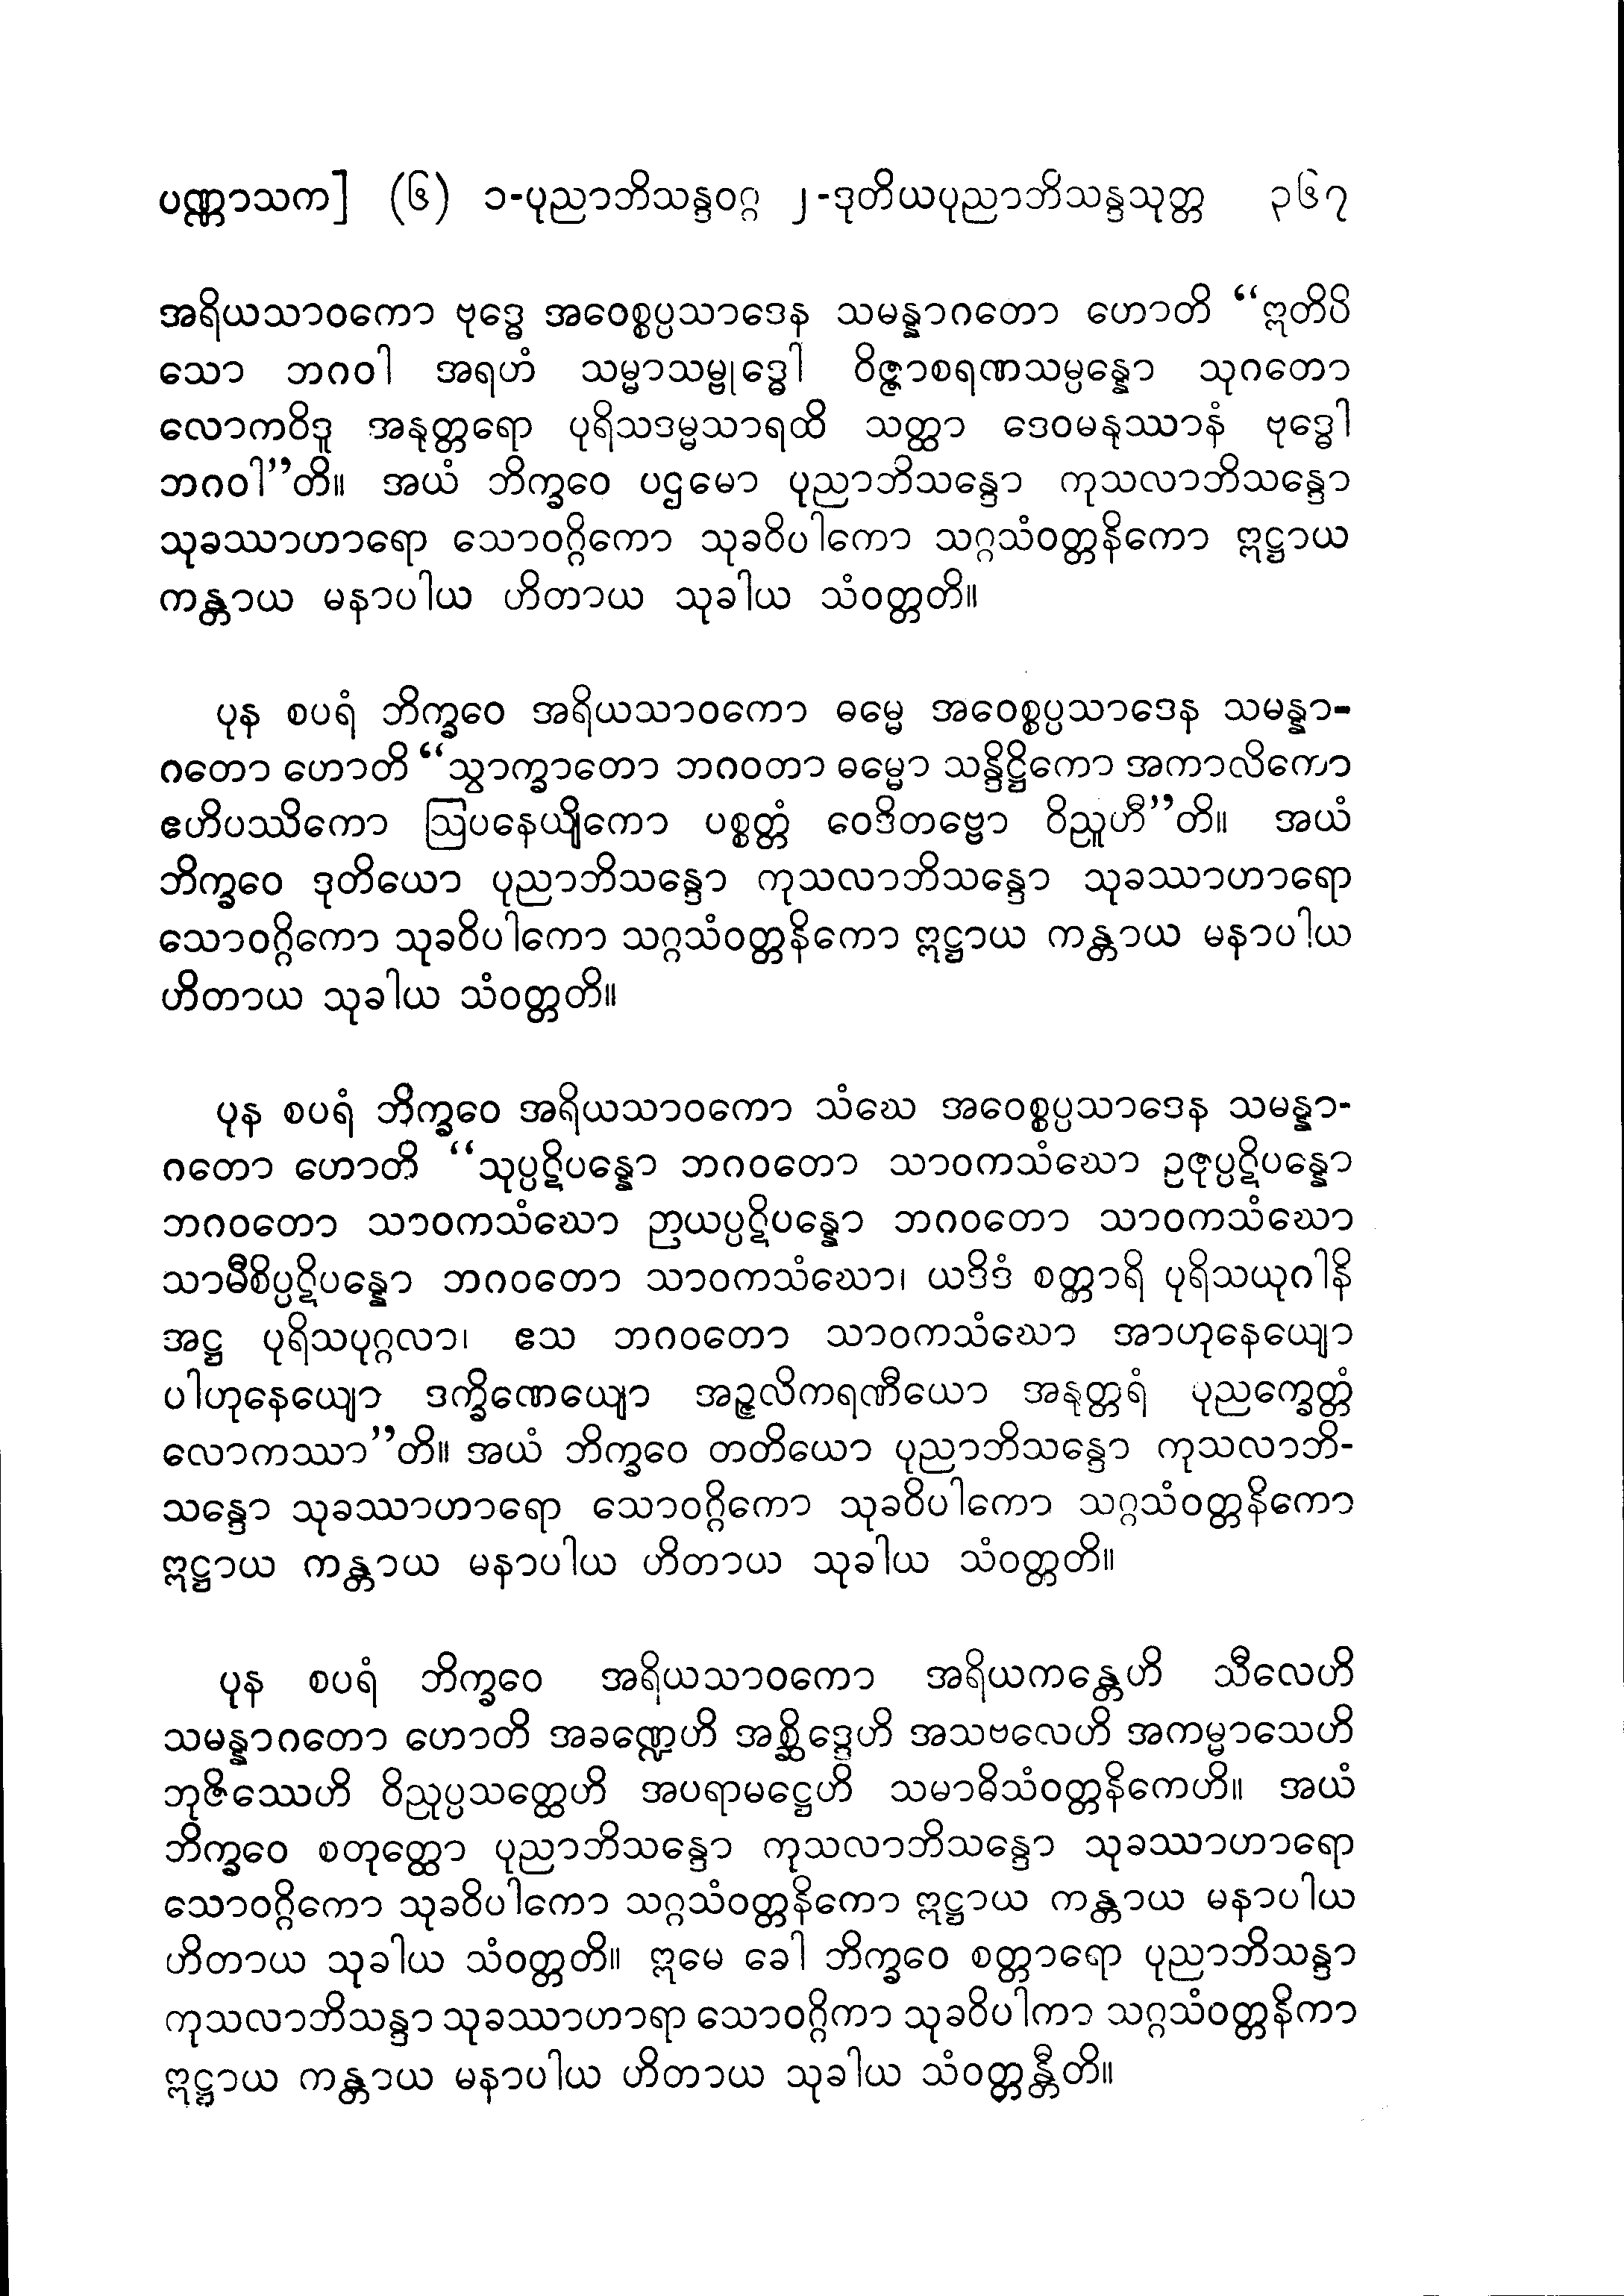 ပဏ္ဏာသက] (၆) ၁-ပုညာဘိသန္ဒဝဂ္ဂ ၂-ဒုတိယပုညာဘိသန္ဒသုတ္တ ၃၆၇
အရိယသာဝကော ဗုဒ္ဓေ အဝေစ္စပ္ပသာဒေန သမန္နာဂတော ဟောတိ “ဣတိပိ
သော ဘဂဝါ အရဟံ သမ္မာသမ္ဗုဒ္ဓေါ ဝိဇ္ဇာစရဏသမ္ပန္နော သုဂတော
လောကဝိဒူ အနုတ္တရော ပုရိသဒမ္မသာရထိ သတ္ထာ ဒေဝမနုဿာနံ ဗုဒ္ဓေါ
ဘဂဝါ”တိ။ အယံ ဘိက္ခဝေ ပဌမော ပုညာဘိသန္ဒော ကုသလာဘိသန္ဒော
သုခဿာဟာရော သောဝဂ္ဂိကော သုခဝိပါကော သဂ္ဂသံဝတ္တနိကော ဣဋ္ဌာယ
ကန္တာယ မနာပါယ ဟိတာယ သုခါယ သံဝတ္တတိ။
ပုန စပရံ ဘိက္ခဝေ အရိယသာဝကော ဓမ္မေ အဝေစ္စပ္ပသာဒေန သမန္နာ-
ဂတော ဟောတိ “သွာက္ခာတော ဘဂဝတာ ဓမ္မော သန္ဒိဋ္ဌိကော အကာလိကော
ဧဟိပဿိကော ဩပနေယျိကော ပစ္စတ္တံ ဝေဒိတဗ္ဗော ဝိညူဟီ”တိ။ အယံ
ဘိက္ခဝေ ဒုတိယော ပုညာဘိသန္ဒော ကုသလာဘိသန္ဒော သုခဿာဟာရော
သောဝဂ္ဂိကော သုခဝိပါကော သဂ္ဂသံဝတ္တနိကော ဣဋ္ဌာယ ကန္တာယ မနာပါယ
ဟိတာယ သုခါယ သံဝတ္တတိ။
ပုန စပရံ ဘိက္ခဝေ အရိယသာဝကော သံဃေ အဝေစ္စပ္ပသာဒေန သမန္နာ-
ဂတော ဟောတိ “သုပ္ပဋိပန္နော ဘဂဝတော သာဝကသံဃော ဥဇုပ္ပဋိပန္နော
ဘဂဝတော သာဝကသံဃော ဉာယပ္ပဋိပန္နော ဘဂဝတော သာဝကသံဃော
သာမီစိပ္ပဋိပန္နော ဘဂဝတော သာဝကသံဃော၊ ယဒိဒံ စတ္တာရိ ပုရိသယုဂါနိ
အဋ္ဌ ပုရိသပုဂ္ဂလာ၊ ဧသ ဘဂဝတော သာဝကသံဃော အာဟုနေယျော
ပါဟုနေယျော ဒက္ခိဏေယျော အဉ္ဇလိကရဏီယော အနုတ္တရံ ပုညက္ခေတ္တံ
လောကဿာ”တိ။ အယံ ဘိက္ခဝေ တတိယော ပုညာဘိသန္ဒော ကုသလာဘိ-
သန္ဒော သုခဿာဟာရော သောဝဂ္ဂိကော သုခဝိပါကော သဂ္ဂသံဝတ္တနိကော
ဣဋ္ဌာယ ကန္တာယ မနာပါယ ဟိတာယ သုခါယ သံဝတ္တတိ။
ပုန စပရံ ဘိက္ခဝေ အရိယသာဝကော အရိယကန္တေဟိ သီလေဟိ
သမန္နာဂတော ဟောတိ အခဏ္ဍေဟိ အစ္ဆိဒ္ဒေဟိ အသဗလေဟိ အကမ္မာသေဟိ
ဘုဇိဿေဟိ ဝိညုပ္ပသတ္ထေဟိ အပရာမဋ္ဌေဟိ သမာဓိသံဝတ္တနိကေဟိ။ အယံ
ဘိက္ခဝေ စတုတ္ထော ပုညာဘိသန္ဒော ကုသလာဘိသန္ဒော သုခဿာဟာရော
သောဝဂ္ဂိကော သုခဝိပါကော သဂ္ဂသံဝတ္တနိကော ဣဋ္ဌာယ ကန္တာယ မနာပါယ
ဟိတာယ သုခါယ သံဝတ္တတိ။ ဣမေ ခေါ ဘိက္ခဝေ စတ္တာရော ပုညာဘိသန္ဒာ
ကုသလာဘိသန္ဒာ သုခဿာဟာရာ သောဝဂ္ဂိကာ သုခဝိပါကာ သဂ္ဂသံဝတ္တနိကာ
ဣဋ္ဌာယ ကန္တာယ မနာပါယ ဟိတာယ သုခါယ သံဝတ္တန္တီတိ။